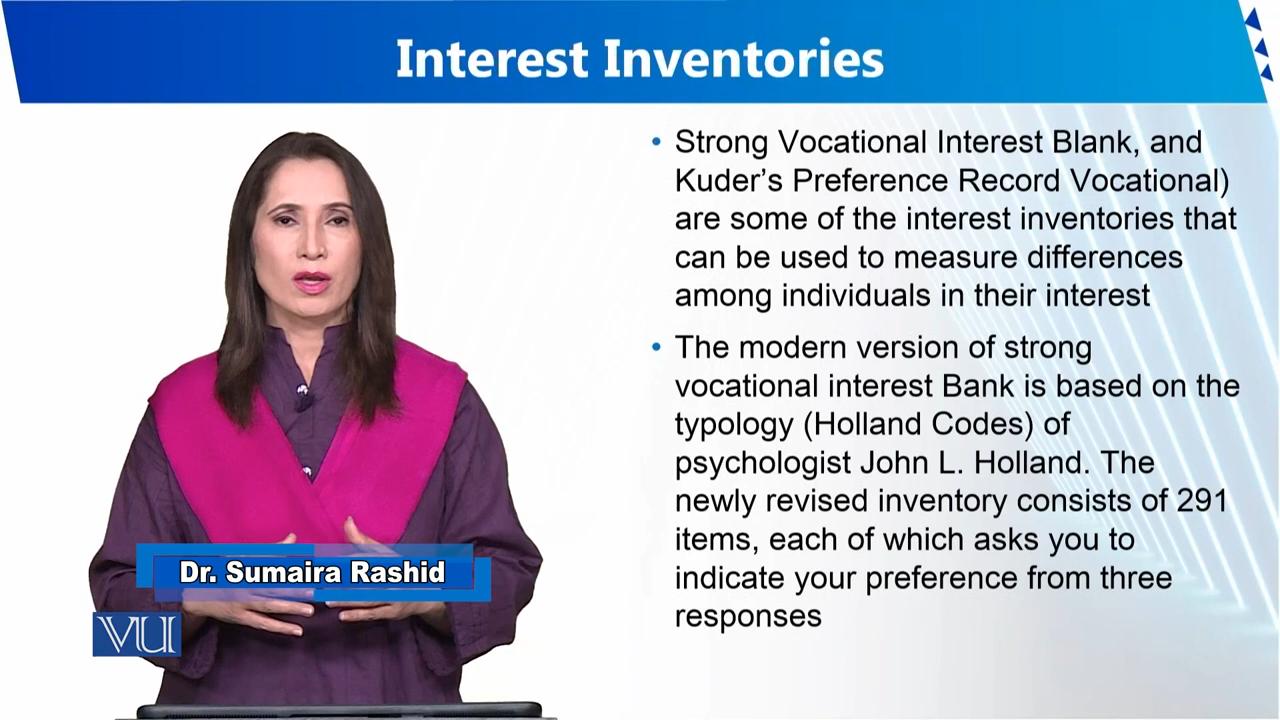 Interest Inventories
• Strong Vocational Interest Blank, and
Kuder's Preference Record Vocational)
are some of the interest inventories that
can be used to measure differences
among individuals in their interest
• The modern version of strong
vocational interest Bank is based on the
typology (Holland Codes) of
psychologist John L. Holland. The
newly revised inventory consists of 291
items, each of which asks you to
indicate your preference from three
responses
Dr. Sumaira Rashid
VU